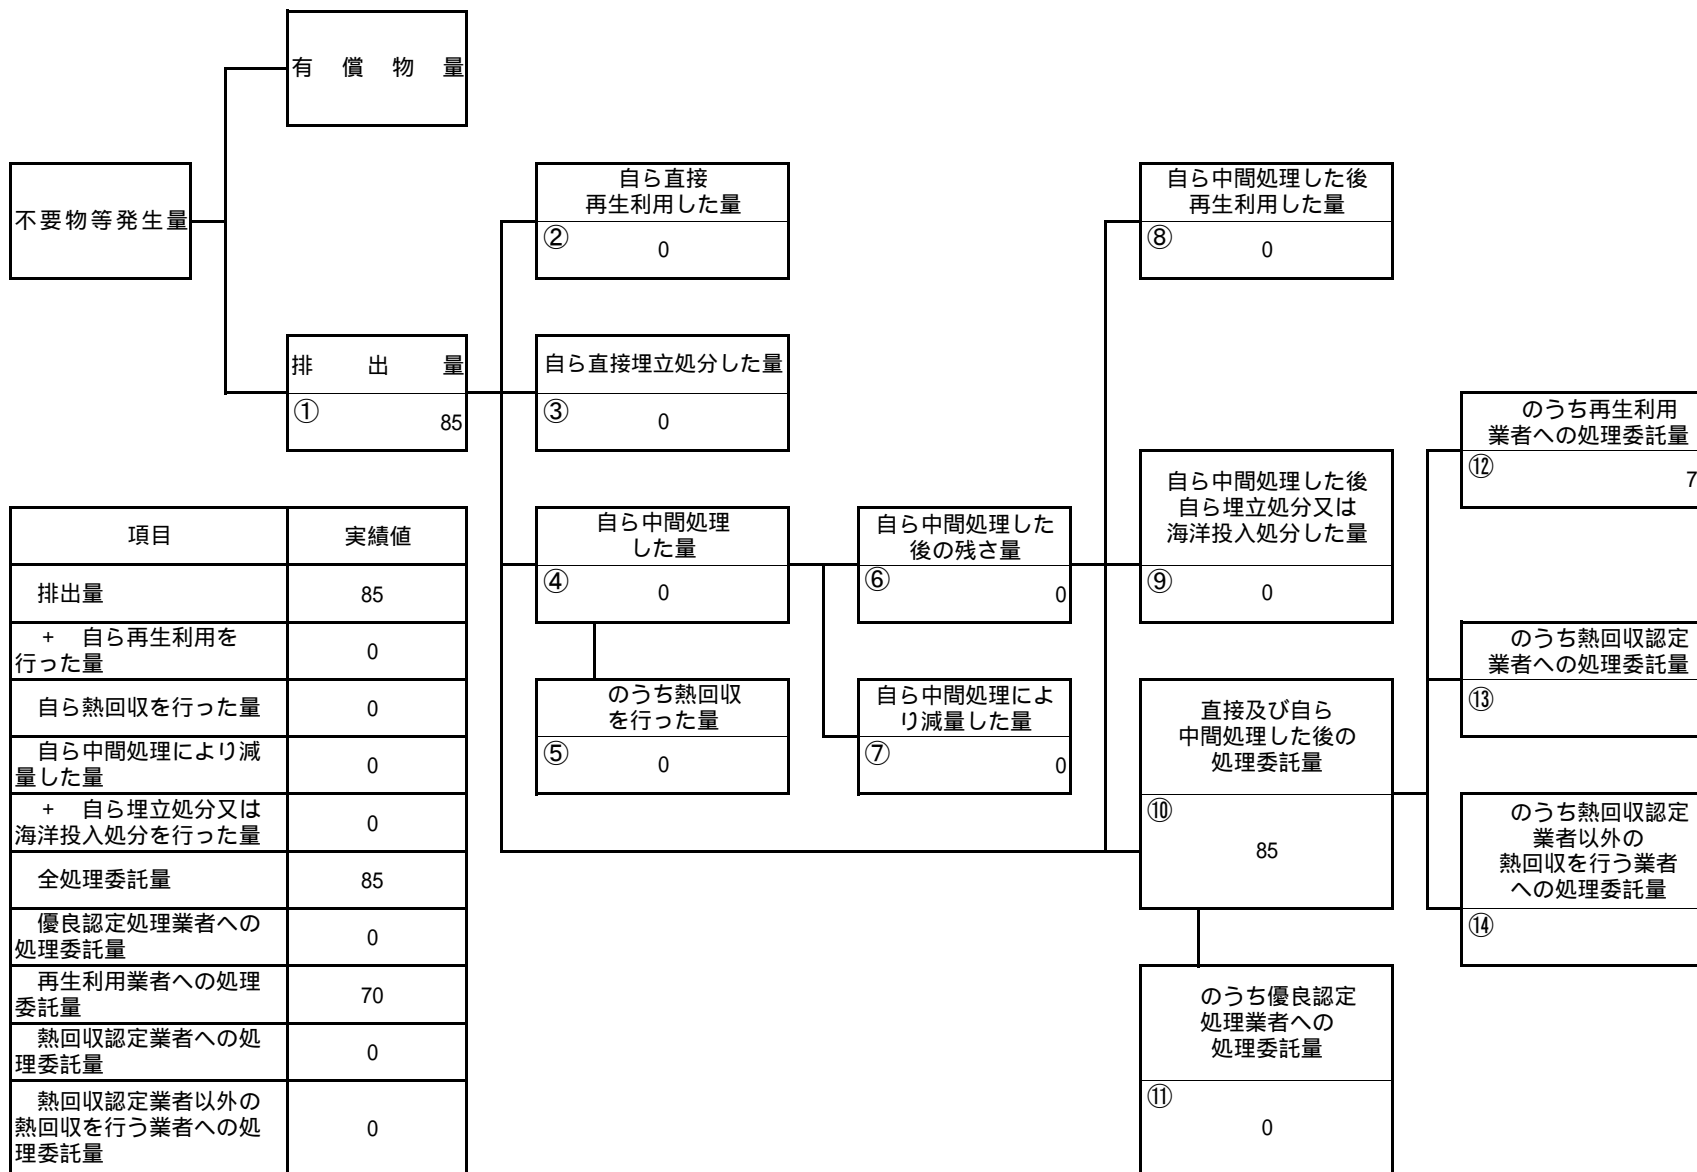 有償物量
不要物等発生量
自ら直接
再生利用した量
②
0
自ら中間処理した後
再生利用した量
⑧
0
排出量
①
85
自ら直接埋立処分した量
③
0
のうち再生利用
業者への処理委託量
⑫
7
自ら中間処理
した量
④
0
自ら中間処理した
後の残さ量
⑥
0
自ら中間処理した後
自ら埋立処分又は
海洋投入処分した量
⑨
0
のうち熱回収認定
業者への処理委託量
⑬
のうち熱回収
を行った量
⑤
0
自ら中間処理によ
り減量した量
⑦
0
直接及び自ら
中間処理した後の
処理委託量
⑩
85
のうち熱回収認定
業者以外の
熱回収を行う業者
への処理委託量
⑭
のうち優良認定
処理業者への
処理委託量
⑪
0
項目 実績値
排出量 85
+ 自ら再生利用を
行った量 0
自ら熱回収を行った量 0
自ら中間処理により減
量した量 0
+ 自ら埋立処分又は
海洋投入処分を行った量 0
全処理委託量 85
優良認定処理業者への
処理委託量 0
再生利用業者への処理
委託量 70
熱回収認定業者への処
理委託量 0
熱回収認定業者以外の
熱回収を行う業者への処
理委託量 0